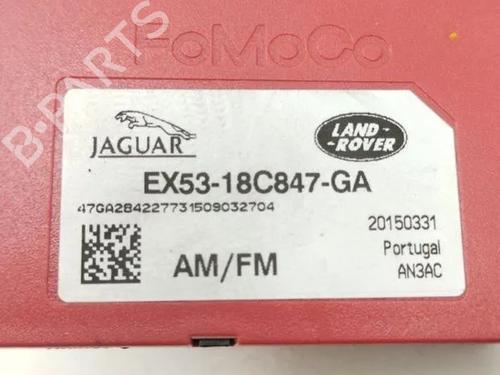 FoMoCo
JAGUAR
LAND-
ROVER
EX53-18C847-GA
47GA284227731509032704
20150331
Portugal
AN3AC
AM/FM
B-PARTS